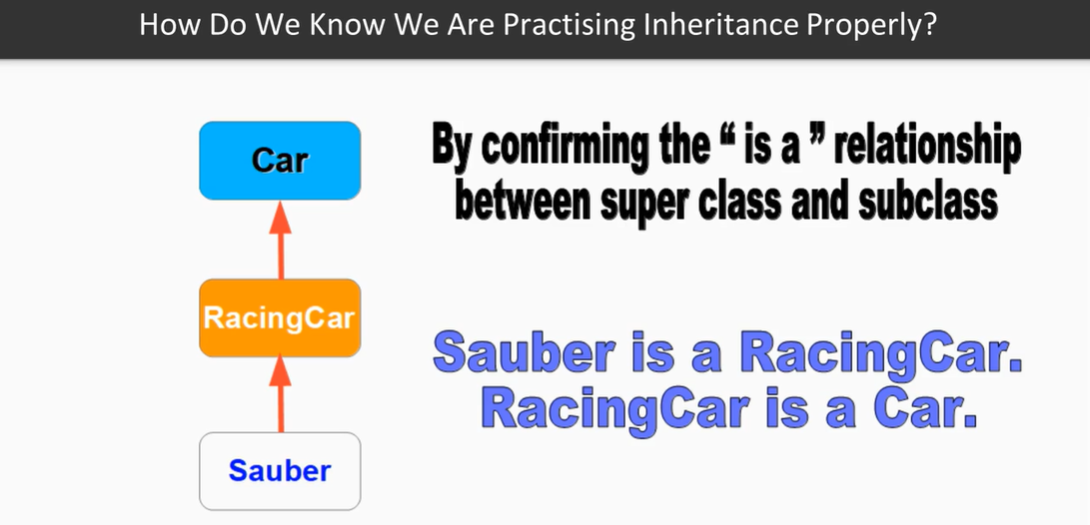 How Do We Know We Are Practising Inheritance Properly?
Car
RacingCar
Sauber
By confirming the “ is a ” relationship
between super class and subclass
Sauber is a RacingCar.
RacingCar is a Car.